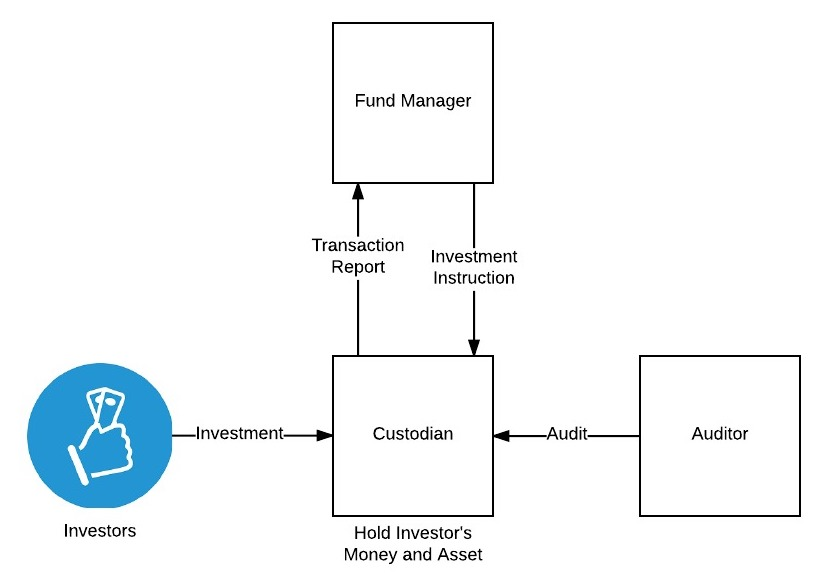 Fund Manager
Transaction
Report
Investment
Instruction
Investment
Custodian
Audit
Auditor
Investors
Hold Investor's
Money and Asset